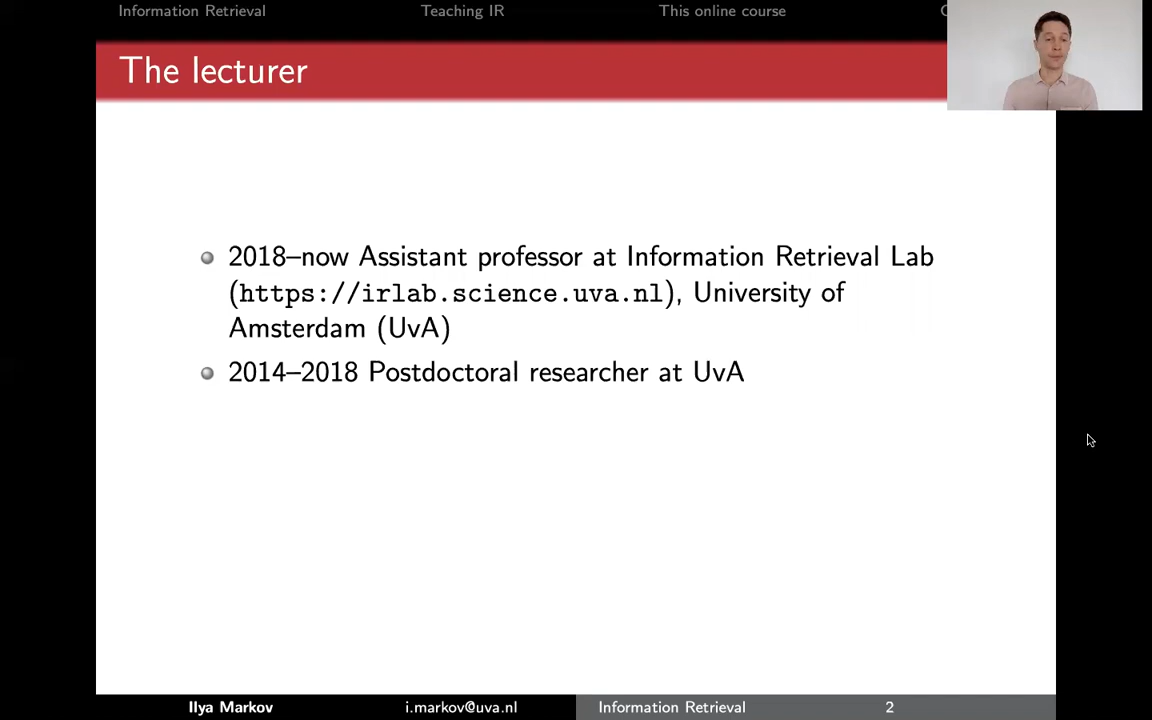 Information Retrieval Teaching IR This online course
The lecturer
2018–now Assistant professor at Information Retrieval Lab
(https://irlab.science.uva.nl), University of
Amsterdam (UvA)
2014–2018 Postdoctoral researcher at UvA
Ilya Markov i.markov@uva.nl Information Retrieval 2